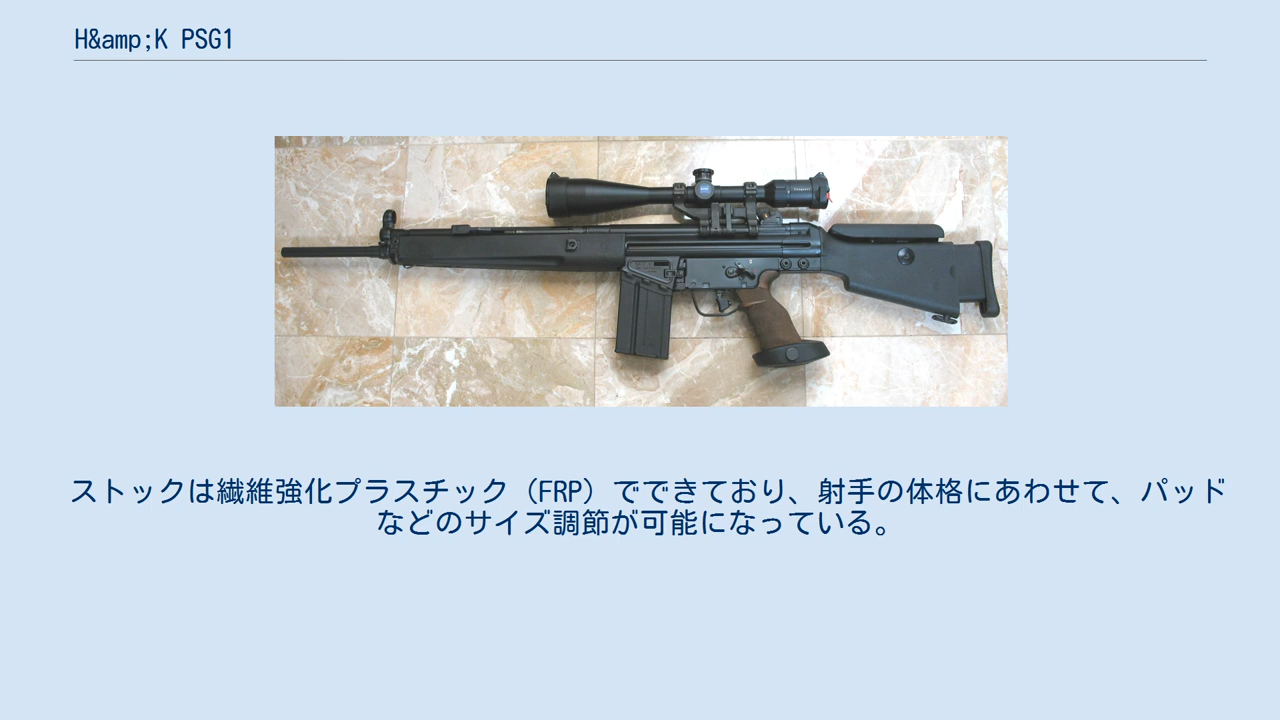 H&amp;K PSG1
ストックは繊維強化プラスチック（FRP）でできており、射手の体格にあわせて、パッド
などのサイズ調節が可能になっている。